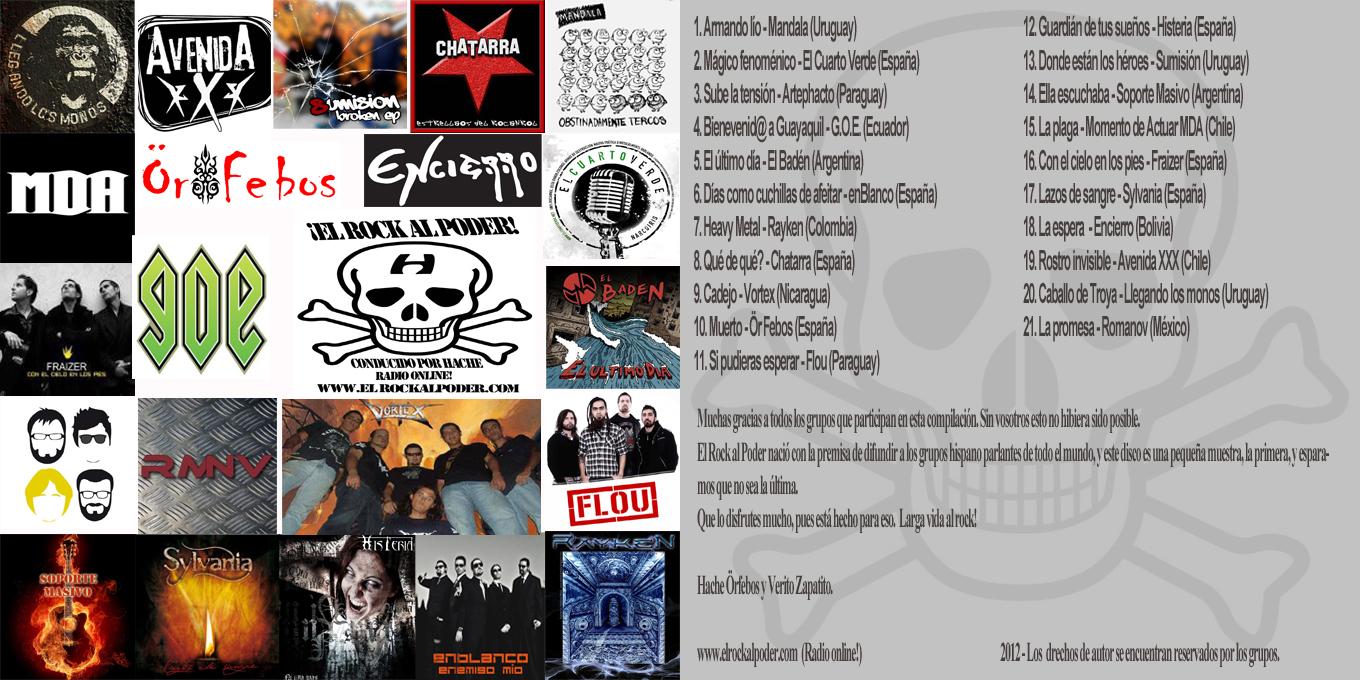 LLEGANDO LOS MONOS
AVENIDA
X
Sumision
broken ep
CHATARRA
ESTRELLAS DEL ROCANROL
MANDALA
OBSTINADAMENTE TERCOS
MDA
Ör Febos
ENCIERRO
EL CUARTO VERDE
NARCUIRIS
¡EL ROCK AL PODER!
H
CONDUCIDO POR HACHE
RADIO ONLINE!
WWW.ELROCKALPODER.COM
goe
EL
BADEN
EL ULTIMO DIA
FRAIZER
CON EL CIELO EN LOS PIES
RMNV
VORTEX
FLOU
SOPORTE
MASIVO
Sylvania
Lazos de sangre
HISTERIA
enBLANCO
enemigo mío
RAYKEN
1. Armando lío - Mandala (Uruguay)
2. Mágico fenoménico - El Cuarto Verde (España)
3. Sube la tensión - Artephacto (Paraguay)
4. Bienevenid@ a Guayaquil - G.O.E. (Ecuador)
5. El último día - El Badén (Argentina)
6. Días como cuchillas de afeitar - enBlanco (España)
7. Heavy Metal - Rayken (Colombia)
8. Qué de qué? - Chatarra (España)
9. Cadejo - Vortex (Nicaragua)
10. Muerto - Ör Febos (España)
11. Si pudieras esperar - Flou (Paraguay)
12. Guardián de tus sueños - Histeria (España)
13. Donde están los héroes - Sumisión (Uruguay)
14. Ella escuchaba - Soporte Masivo (Argentina)
15. La plaga - Momento de Actuar MDA (Chile)
16. Con el cielo en los pies - Fraizer (España)
17. Lazos de sangre - Sylvania (España)
18. La espera - Encierro (Bolivia)
19. Rostro invisible - Avenida XXX (Chile)
20. Caballo de Troya - Llegando los monos (Uruguay)
21. La promesa - Romanov (México)
Muchas gracias a todos los grupos que participan en esta compilación. Sin vosotros esto no hibiera sido posible.
El Rock al Poder nació con la premisa de difundir a los grupos hispano parlantes de todo el mundo, y este disco es una pequeña muestra, la primera, y espara-
mos que no sea la última.
Que lo disfrutes mucho, pues está hecho para eso. Larga vida al rock!
Hache Örfebos y Verito Zapatito.
www.elrockalpoder.com (Radio online!)
2012 - Los drechos de autor se encuentran reservados por los grupos.